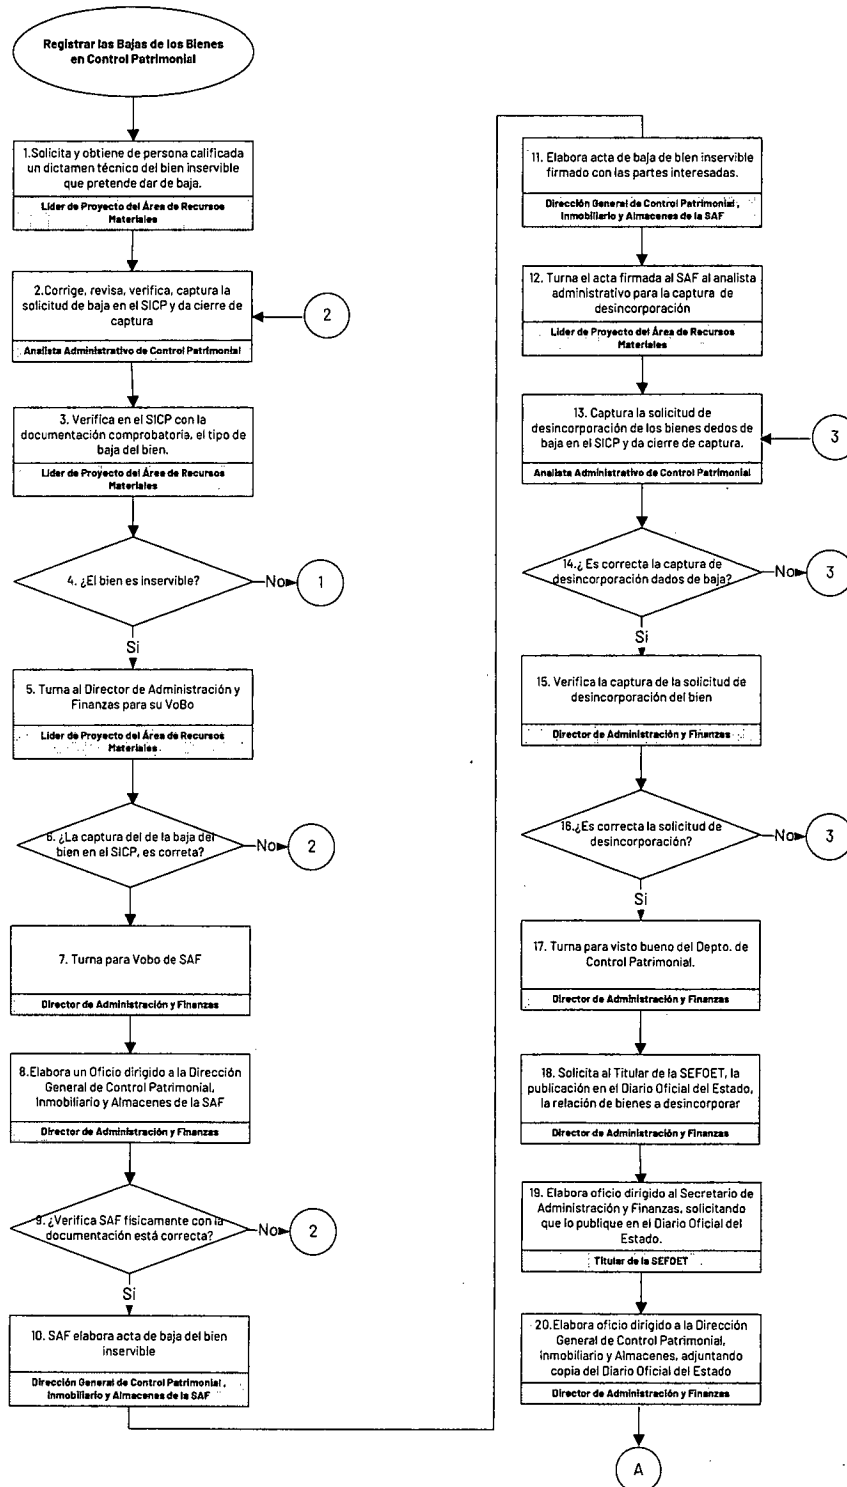 Registrar las Bajas de los Bienes
en Control Patrimonial
1.Solicita y obtiene de persona calificada
un dictamen técnico del bien inservible
que pretende dar de baja.
Líder de Proyecto del Área de Recursos
Materiales
2.Corrige, revisa, verifica, captura la
solicitud de baja en el SICP y da cierre de
captura
Analista Administrativo de Control Patrimonial
2
3. Verifica en el SICP con la
documentación comprobatoria, el tipo de
baja del bien.
Líder de Proyecto del Área de Recursos
Materiales
4. ¿El bien es inservible?
No
1
Si
5. Turna al Director de Administración y
Finanzas para su VoBo
Líder de Proyecto del Área de Recursos
Materiales
6. ¿La captura del de la baja del
bien en el SICP, es correta?
No
2
7. Turna para Vobo de SAF
Director de Administración y Finanzas
8.Elabora un Oficio dirigido a la Dirección
General de Control Patrimonial,
Inmobiliario y Almacenes de la SAF
Director de Administración y Finanzas
9. ¿Verifica SAF físicamente con la
documentación está correcta?
No
2
Si
10. SAF elabora acta de baja del bien
inservible
Dirección General de Control Patrimonial,
Inmobiliario y Almacenes de la SAF
11. Elabora acta de baja de bien inservible
firmado con las partes interesadas.
Dirección General de Control Patrimonial,
Inmobiliario y Almacenes de la SAF
12. Turna el acta firmada al SAF al analista
administrativo para la captura de
desincorporación
Líder de Proyecto del Área de Recursos
Materiales
13. Captura la solicitud de
desincorporación de los bienes dedos de
baja en el SICP y da cierre de captura.
Analista Administrativo de Control Patrimonial
3
14.¿ Es correcta la captura de
desincorporación dados de baja?
No
3
Si
15. Verifica la captura de la solicitud de
desincorporación del bien
Director de Administración y Finanzas
16.¿Es correcta la solicitud de
desincorporación?
No
3
Si
17. Turna para visto bueno del Depto. de
Control Patrimonial.
Director de Administración y Finanzas
18. Solicita al Titular de la SEFOET, la
publicación en el Diario Oficial del Estado,
la relación de bienes a desincorporar
Director de Administración y Finanzas
19. Elabora oficio dirigido al Secretario de
Administración y Finanzas, solicitando
que lo publique en el Diario Oficial del
Estado.
Titular de la SEFOET
20.Elabora oficio dirigido a la Dirección
General de Control Patrimonial,
Inmobiliario y Almacenes, adjuntando
copia del Diario Oficial del Estado
Director de Administración y Finanzas
A